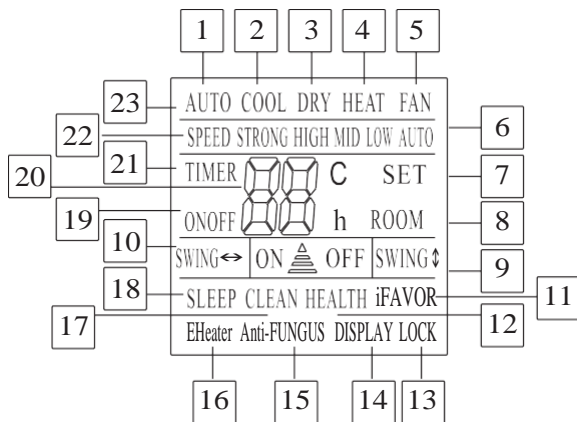 1 2 3 4 5
23 AUTO COOL DRY HEAT FAN
22 SPEED STRONG HIGH MID LOW AUTO 6
21 TIMER 88 C SET 7
20
19 ONOFF h ROOM 8
10 SWING↔ ON OFF SWING↕ 9
18 SLEEP CLEAN HEALTH iFAVOR 11
17 12
EHeater Anti-FUNGUS DISPLAY LOCK
16 15 14 13